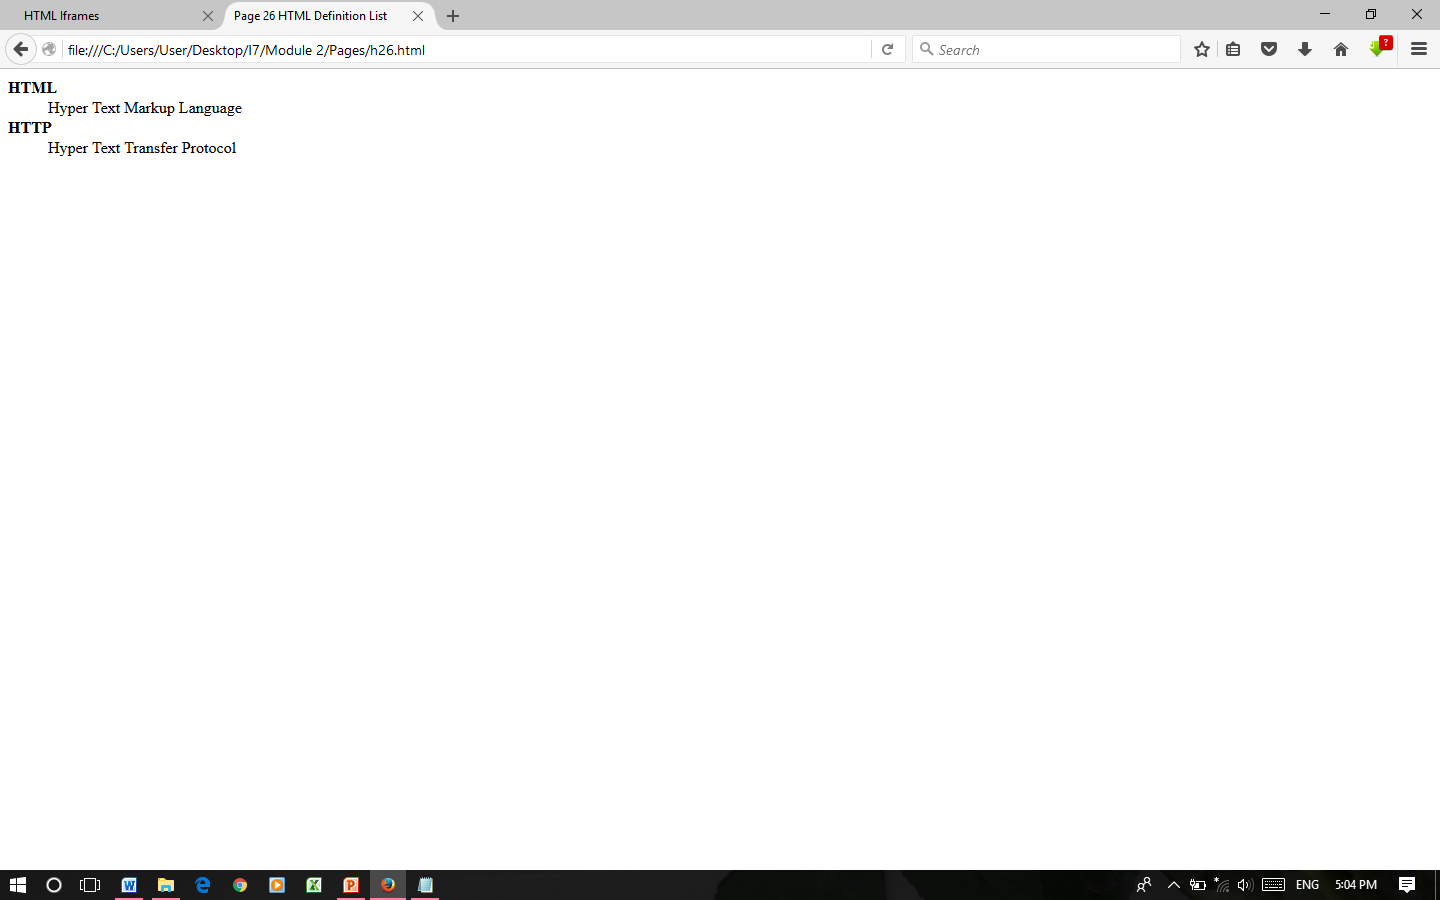 HTML Iframes
Page 26 HTML Definition List
file:///C:/Users/User/Desktop/I7/Module 2/Pages/h26.html
Search
?
HTML
Hyper Text Markup Language
HTTP
Hyper Text Transfer Protocol
ENG
5:04 PM